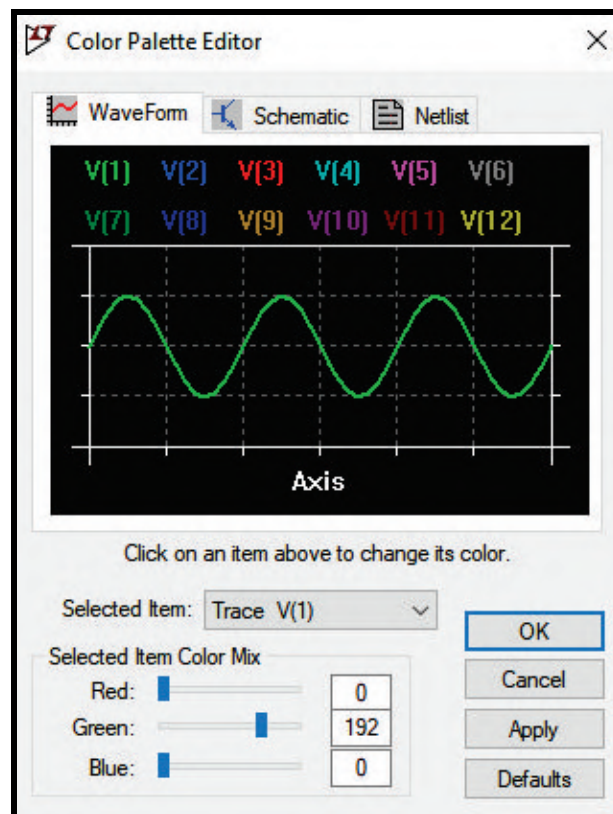 Color Palette Editor
WaveForm Schematic Netlist
V(1) V(2) V(3) V(4) V(5) V(6)
V(7) V(8) V(9) V(10) V(11) V(12)
Axis
Click on an item above to change its color.
Selected Item: Trace V(1)
OK
Selected Item Color Mix
Cancel
Red: 0
Green: 192
Apply
Blue: 0
Defaults